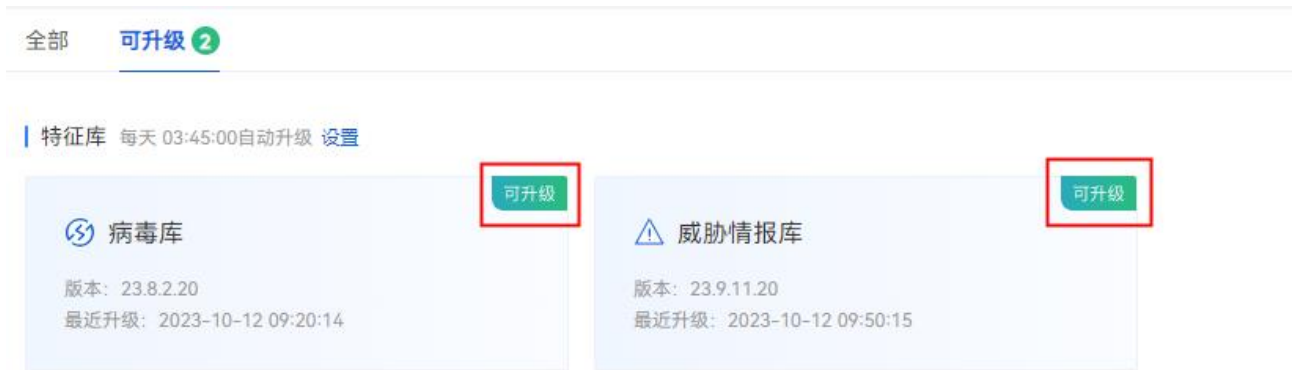 全部 可升级 2
特征库 每天 03:45:00自动升级 设置
可升级 可升级
病毒库 威胁情报库
版本：23.8.2.20 版本：23.9.11.20
最近升级：2023-10-12 09:20:14 最近升级：2023-10-12 09:50:15